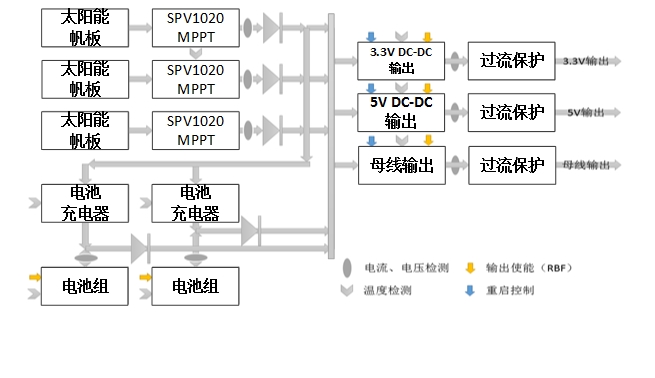 太阳能
帆板
SPV1020
MPPT
太阳能
帆板
SPV1020
MPPT
太阳能
帆板
SPV1020
MPPT
3.3V DC-DC
输出
过流保护
3.3V输出
5V DC-DC
输出
过流保护
5V输出
母线输出
过流保护
母线输出
电池
充电器
电池
充电器
电池组
电池组
电流、电压检测
输出使能（RBF）
温度检测
重启控制